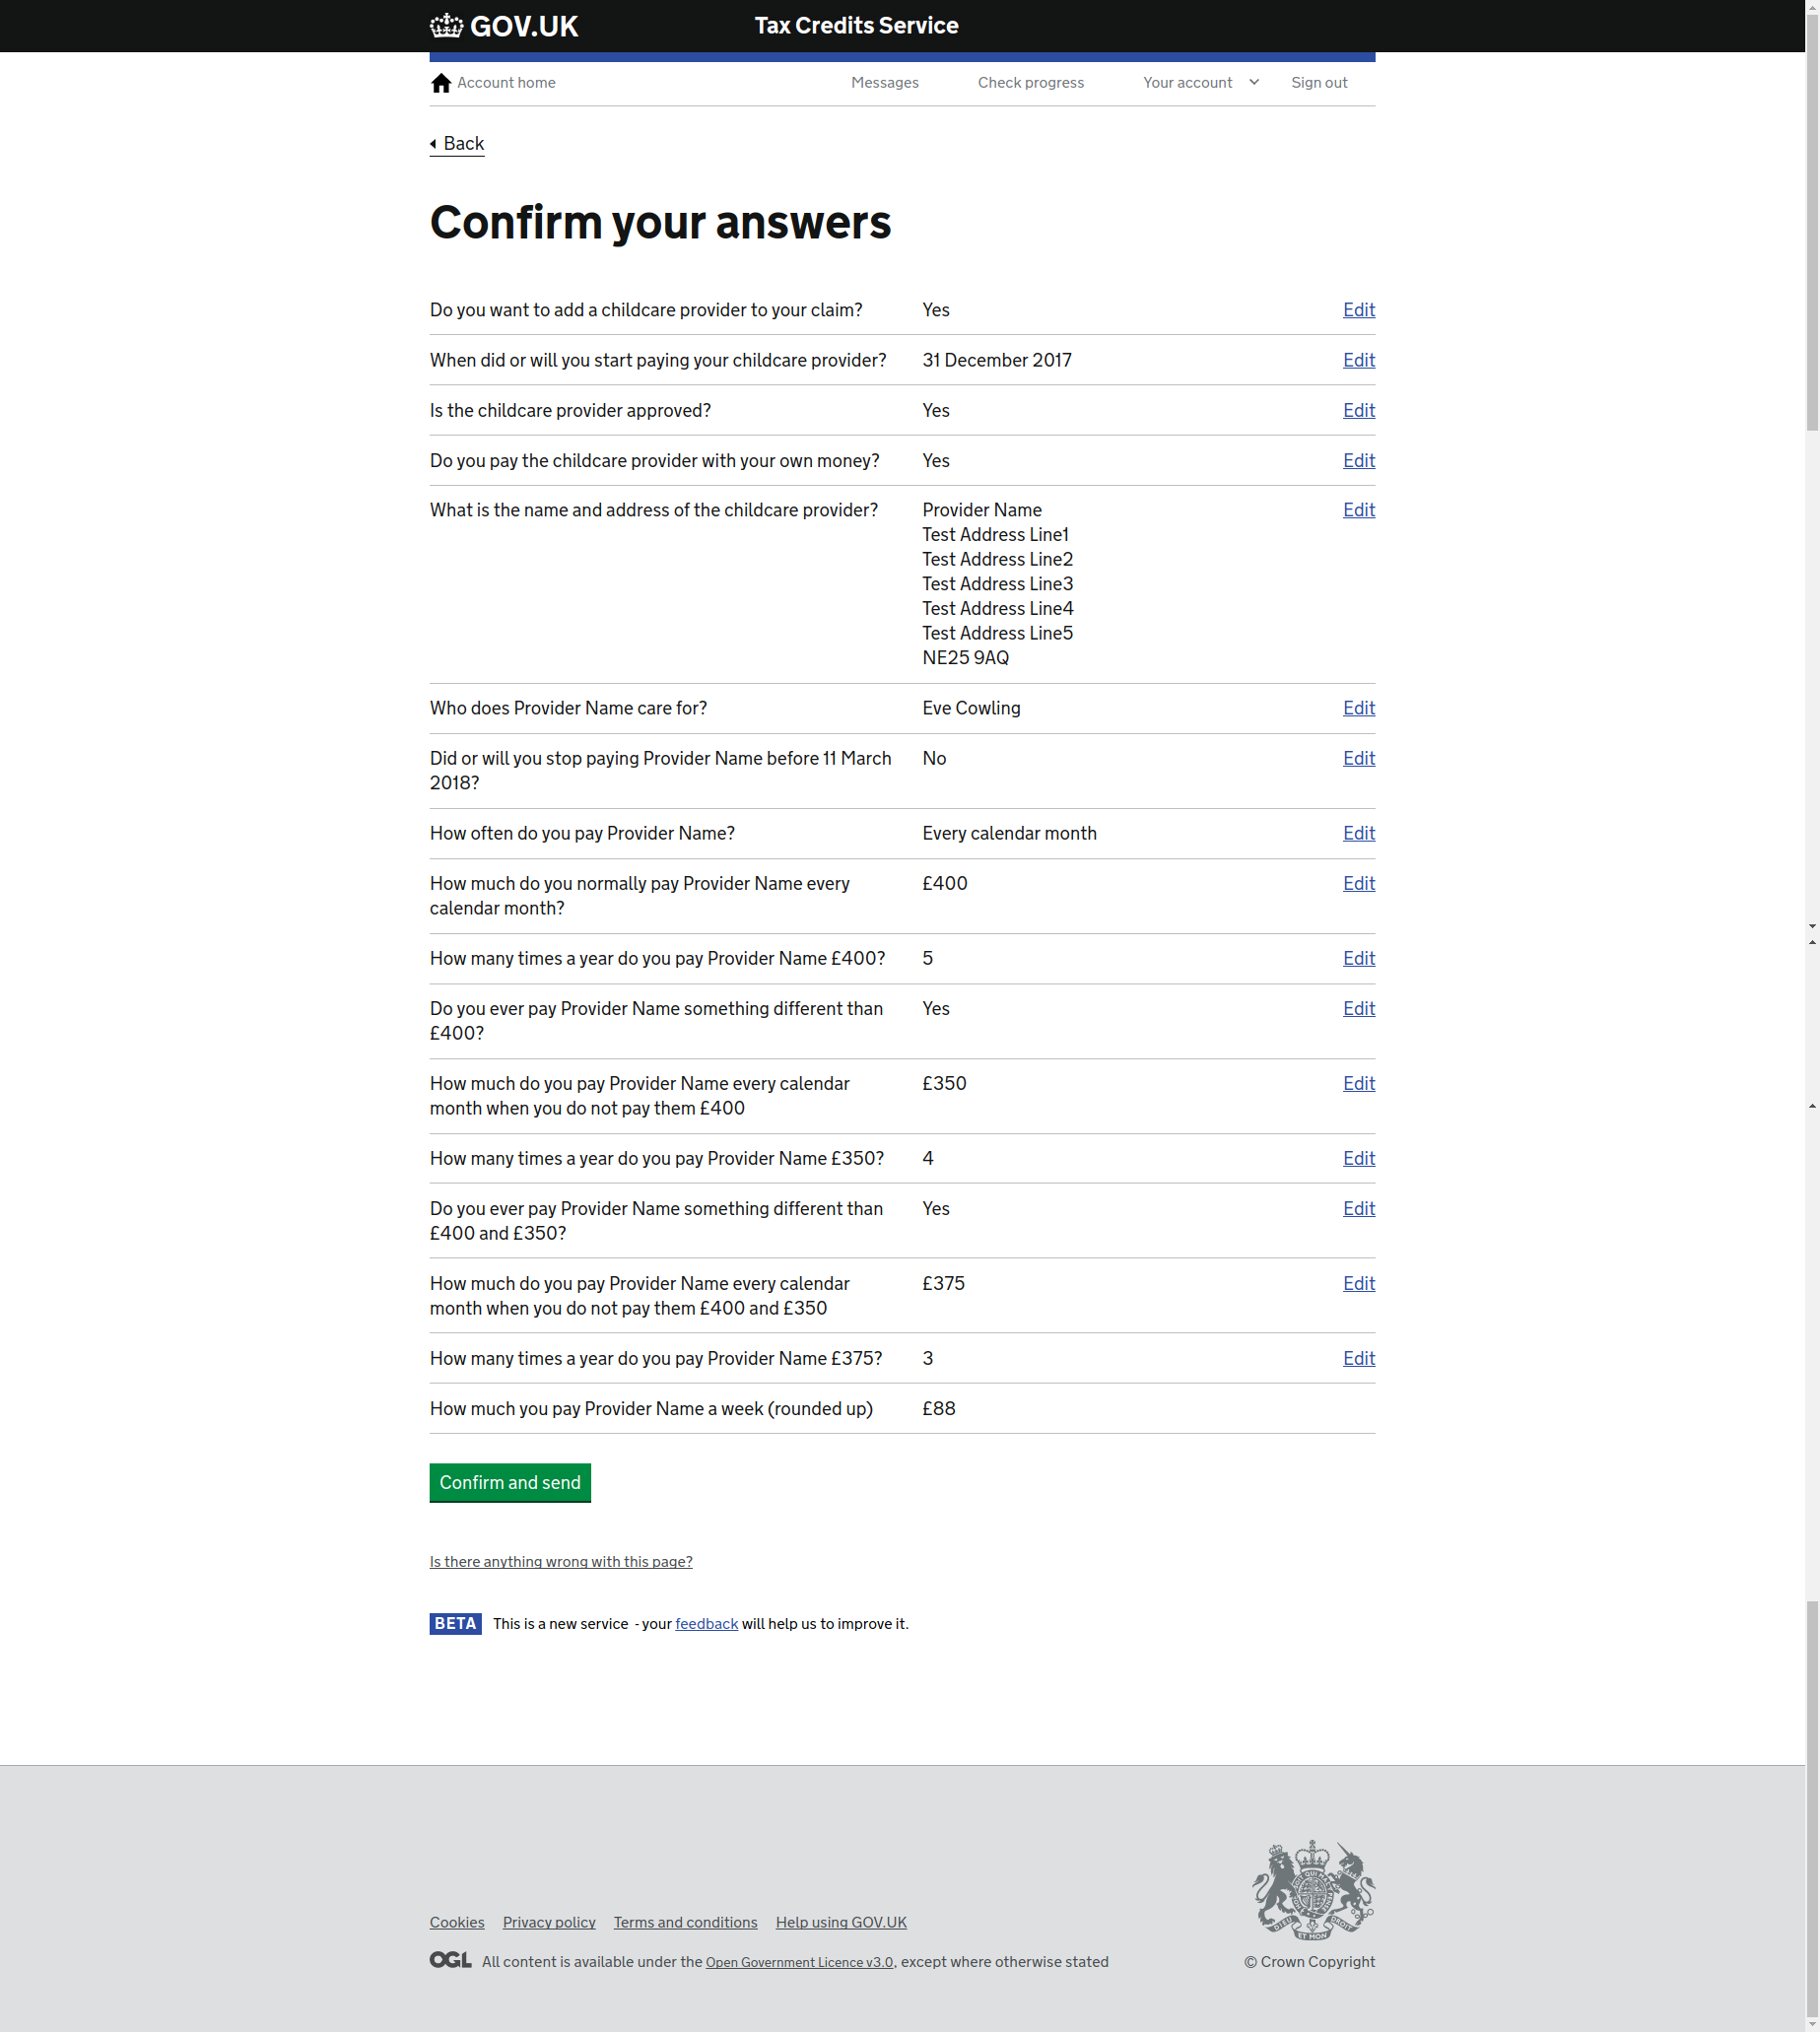 GOV.UK
Tax Credits Service
Account home
Messages
Check progress
Your account
Sign out
Back
Confirm your answers
Do you want to add a childcare provider to your claim? Yes Edit
When did or will you start paying your childcare provider? 31 December 2017 Edit
Is the childcare provider approved? Yes Edit
Do you pay the childcare provider with your own money? Yes Edit
What is the name and address of the childcare provider? Provider Name Edit
Test Address Line1
Test Address Line2
Test Address Line3
Test Address Line4
Test Address Line5
NE25 9AQ
Who does Provider Name care for? Eve Cowling Edit
Did or will you stop paying Provider Name before 11 March No Edit
2018?
How often do you pay Provider Name? Every calendar month Edit
How much do you normally pay Provider Name every £400 Edit
calendar month?
How many times a year do you pay Provider Name £400? 5 Edit
Do you ever pay Provider Name something different than Yes Edit
£400?
How much do you pay Provider Name every calendar £350 Edit
month when you do not pay them £400
How many times a year do you pay Provider Name £350? 4 Edit
Do you ever pay Provider Name something different than Yes Edit
£400 and £350?
How much do you pay Provider Name every calendar £375 Edit
month when you do not pay them £400 and £350
How many times a year do you pay Provider Name £375? 3 Edit
How much you pay Provider Name a week (rounded up) £88
Confirm and send
Is there anything wrong with this page?
BETA This is a new service - your feedback will help us to improve it.
Cookies Privacy policy Terms and conditions Help using GOV.UK
OGL All content is available under the Open Government Licence v3.0, except where otherwise stated
© Crown Copyright